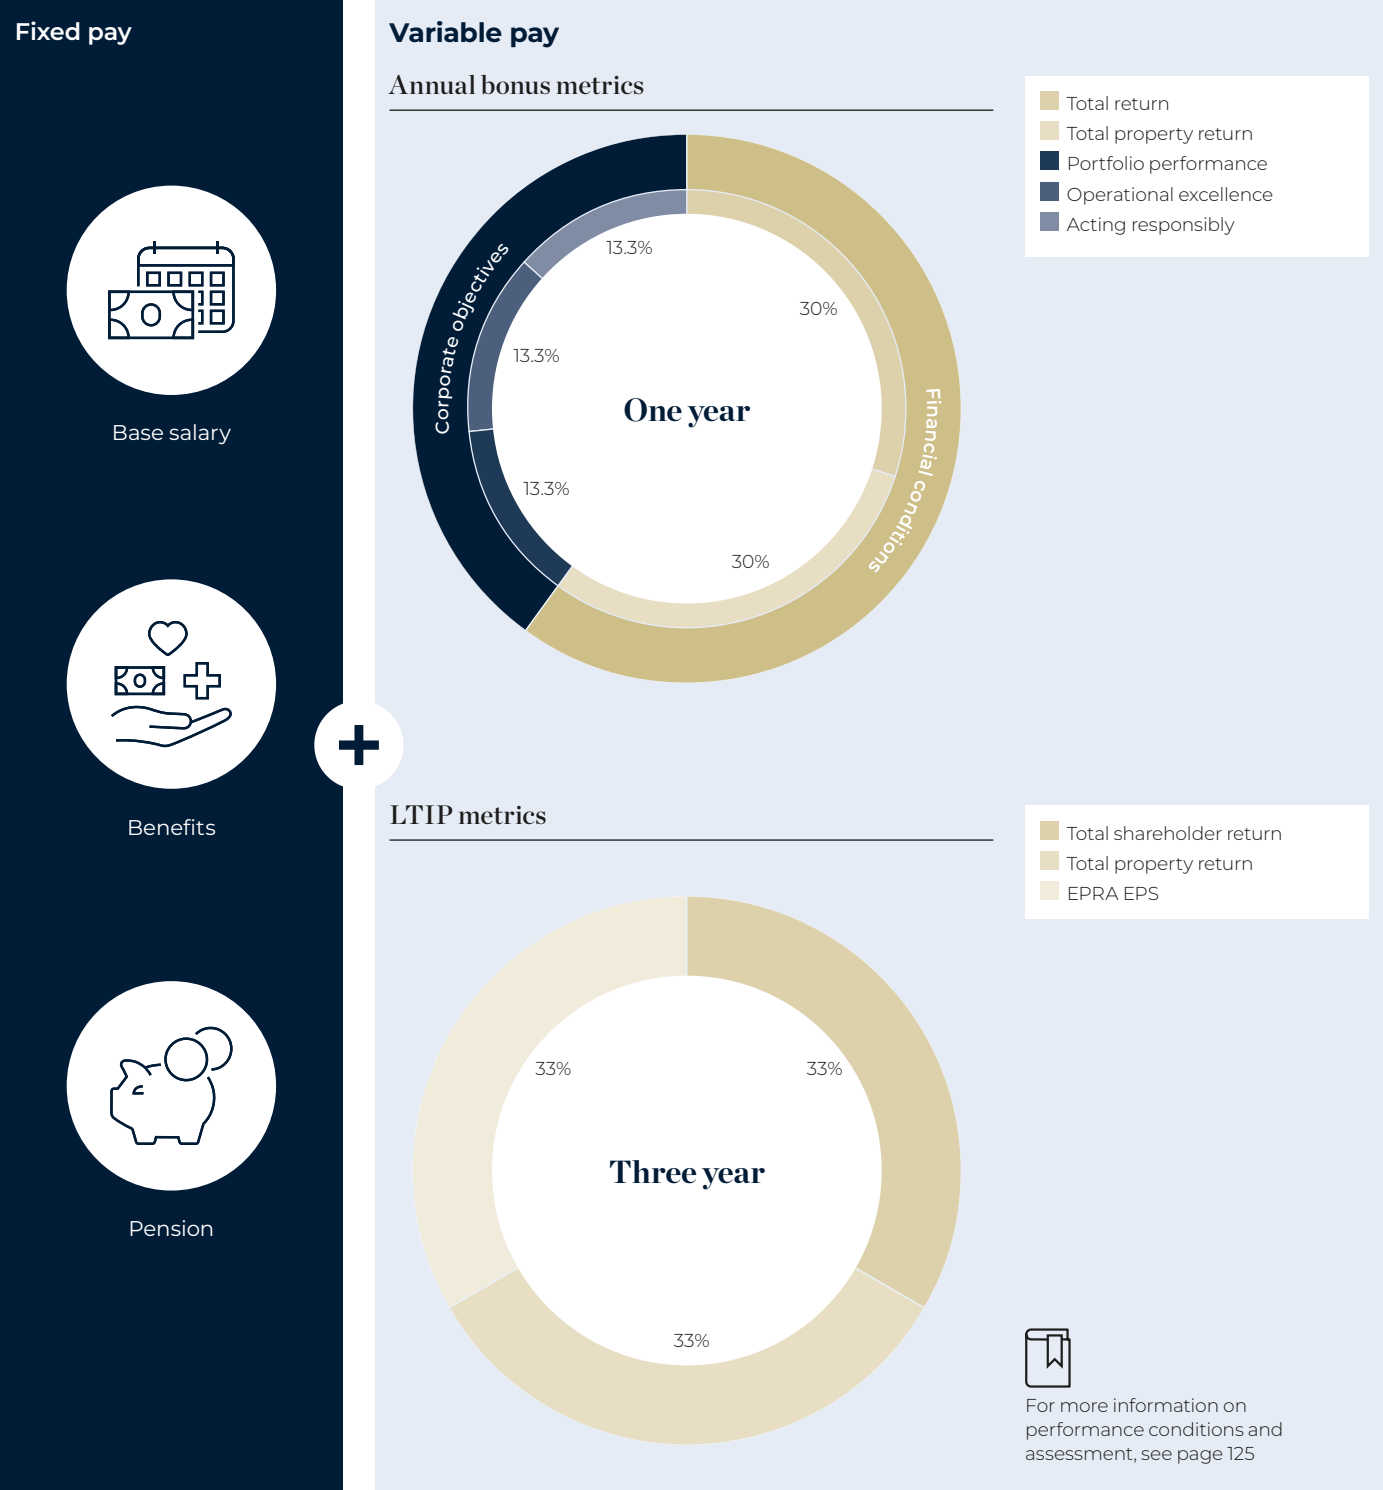 Fixed pay
Base salary
Benefits
Pension
Variable pay
Annual bonus metrics
Total return
Total property return
Portfolio performance
Operational excellence
Acting responsibly
Corporate objectives
Financial conditions
13.3%
30%
13.3%
One year
13.3%
30%
LTIP metrics
Total shareholder return
Total property return
EPRA EPS
33%
33%
Three year
33%
For more information on
performance conditions and
assessment, see page 125